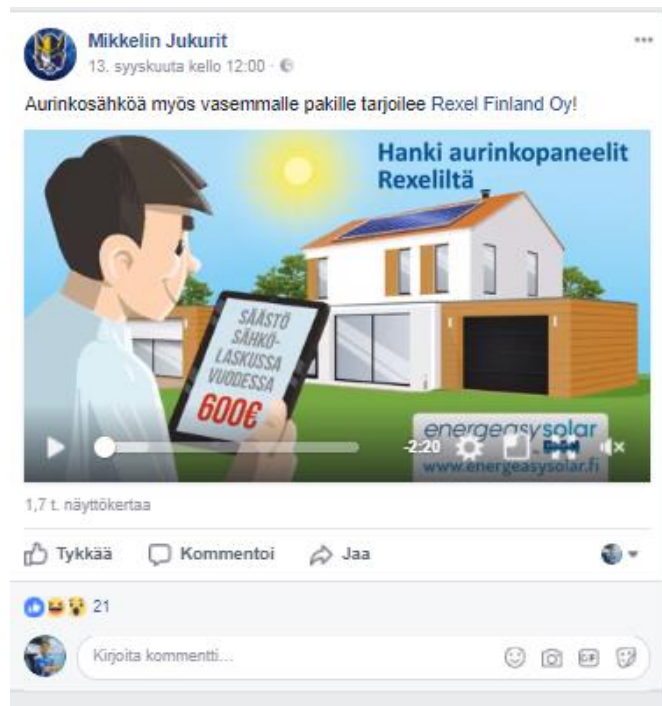 Mikkelin Jukurit
13. syyskuuta kello 12:00 ·
Aurinkosähköä myös vasemmalle pakille tarjoilee Rexel Finland Oy!
Hanki aurinkopaneelit
Rexeliltä
SÄÄSTÖ
SÄHKÖ-
LASKUSSA
VUODESSA
600€
energeasysolar
-2:20
www.energeasysolar.fi
1,7 t. näyttökertaa
Tykkää Kommentoi Jaa
21
Kirjoita kommentti...
GIF